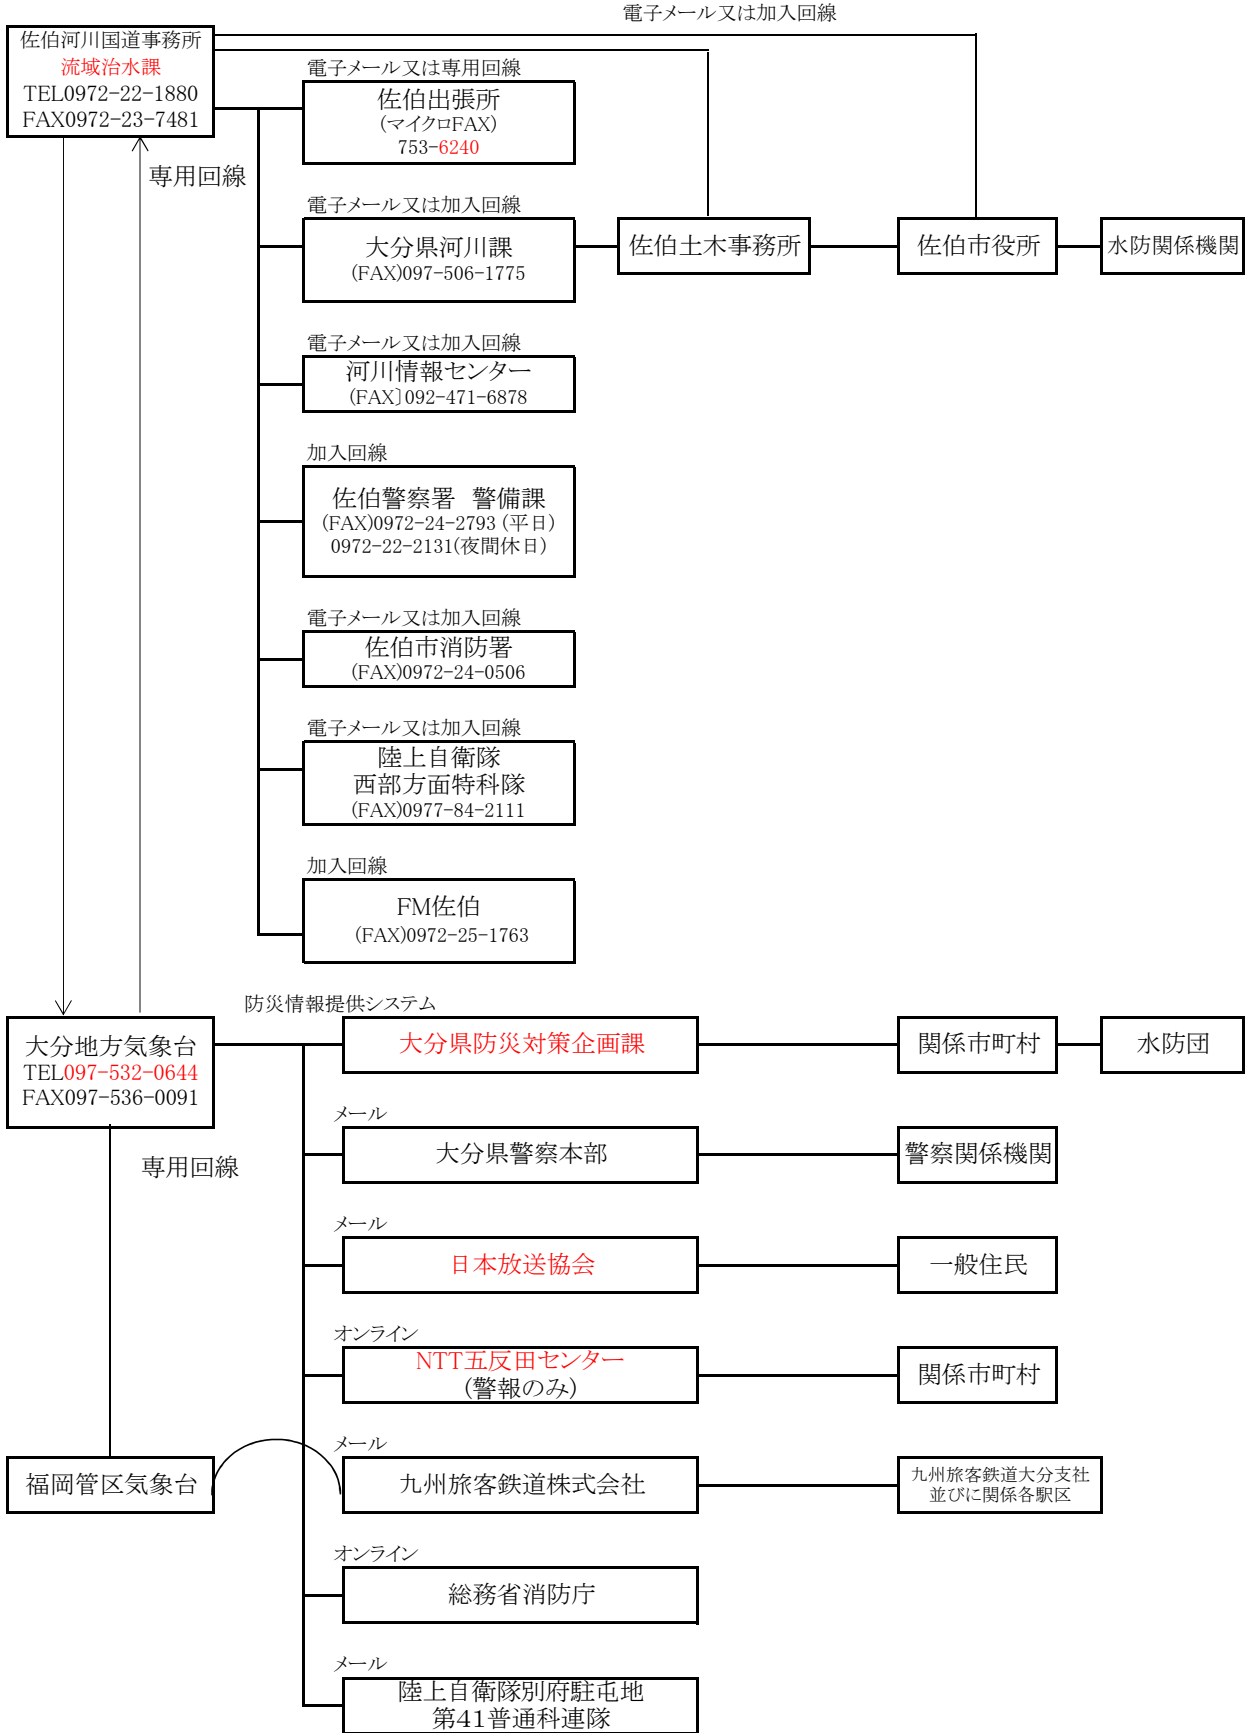 電子メール又は加入回線
佐伯河川国道事務所
流域治水課
TEL0972-22-1880
FAX0972-23-7481
専用回線
電子メール又は専用回線
佐伯出張所
(マイクロFAX)
753-6240
電子メール又は加入回線
大分県河川課
(FAX)097-506-1775
佐伯土木事務所
佐伯市役所
水防関係機関
電子メール又は加入回線
河川情報センター
(FAX〕092-471-6878
加入回線
佐伯警察署　警備課
(FAX)0972-24-2793 (平日)
0972-22-2131(夜間休日)
電子メール又は加入回線
佐伯市消防署
(FAX)0972-24-0506
電子メール又は加入回線
陸上自衛隊
西部方面特科隊
(FAX)0977-84-2111
加入回線
FM佐伯
(FAX)0972-25-1763
防災情報提供システム
大分地方気象台
TEL097-532-0644
FAX097-536-0091
専用回線
大分県防災対策企画課
関係市町村
水防団
メール
大分県警察本部
警察関係機関
メール
日本放送協会
一般住民
オンライン
NTT五反田センター
(警報のみ)
関係市町村
メール
福岡管区気象台
九州旅客鉄道株式会社
九州旅客鉄道大分支社
並びに関係各駅区
オンライン
総務省消防庁
メール
陸上自衛隊別府駐屯地
第41普通科連隊